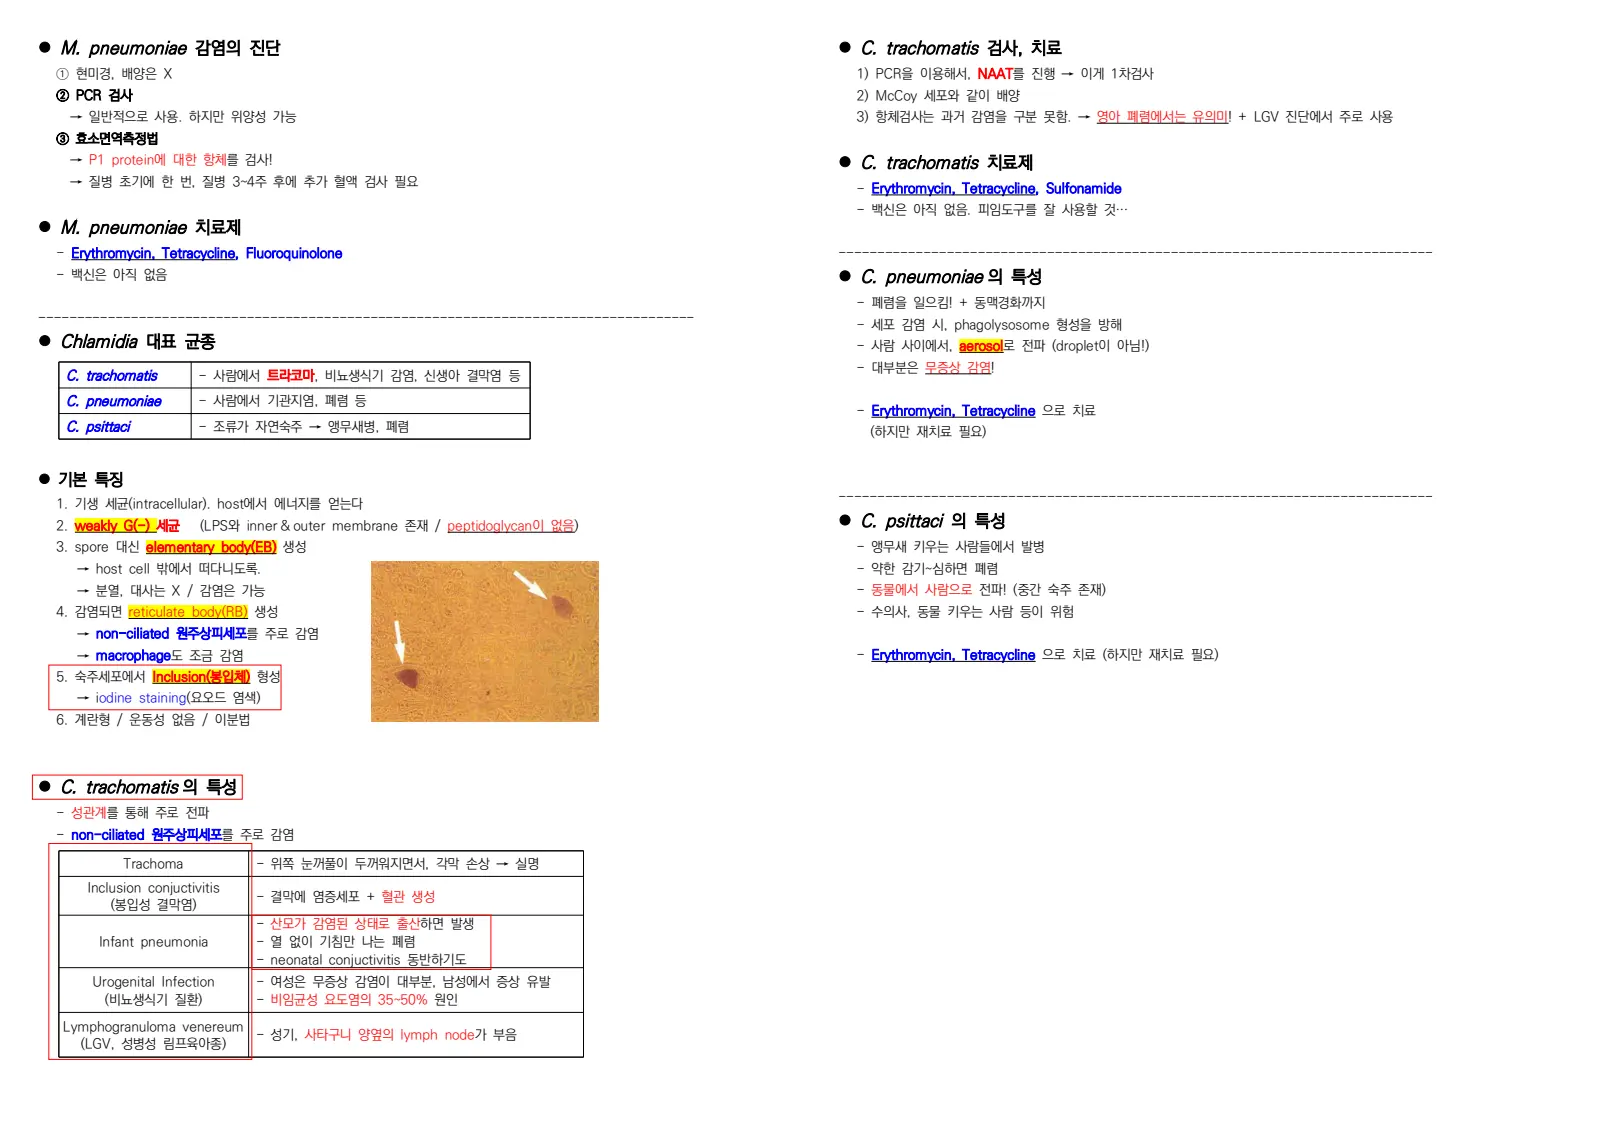 ● M. pneumoniae 감염의 진단
① 현미경, 배양은 X
② PCR 검사
→ 일반적으로 사용. 하지만 위양성 가능
③ 효소면역측정법
→ P1 protein에 대한 항체를 검사!
→ 질병 초기에 한 번, 질병 3~4주 후에 추가 혈액 검사 필요
● M. pneumoniae 치료제
- Erythromycin, Tetracycline, Fluoroquinolone
- 백신은 아직 없음
● Chlamidia 대표 균종
C. trachomatis - 사람에서 트라코마, 비뇨생식기 감염, 신생아 결막염 등
C. pneumoniae - 사람에서 기관지염, 폐렴 등
C. psittaci - 조류가 자연숙주 → 앵무새병, 폐렴
● 기본 특징
1. 기생 세균(intracellular). host에서 에너지를 얻는다
2. weakly G(-) 세균 (LPS와 inner & outer membrane 존재 / peptidoglycan이 없음)
3. spore 대신 elementary body(EB) 생성
→ host cell 밖에서 떠다니도록.
→ 분열, 대사는 X / 감염은 가능
4. 감염되면 reticulate body(RB) 생성
→ non-ciliated 원주상피세포를 주로 감염
→ macrophage도 조금 감염
5. 숙주세포에서 Inclusion(봉입체) 형성
→ iodine staining(요오드 염색)
6. 계란형 / 운동성 없음 / 이분법
● C. trachomatis의 특성
- 성관계를 통해 주로 전파
- non-ciliated 원주상피세포를 주로 감염
Trachoma - 위쪽 눈꺼풀이 두꺼워지면서, 각막 손상 → 실명
Inclusion conjuctivitis
(봉입성 결막염) - 결막에 염증세포 + 혈관 생성
Infant pneumonia - 산모가 감염된 상태로 출산하면 발생
- 열 없이 기침만 나는 폐렴
- neonatal conjuctivitis 동반하기도
Urogenital Infection - 여성은 무증상 감염이 대부분, 남성에서 증상 유발
(비뇨생식기 질환) - 비임균성 요도염의 35~50% 원인
Lymphogranuloma venereum
(LGV, 성병성 림프육아종) - 성기, 사타구니 양옆의 lymph node가 부음
● C. trachomatis 검사, 치료
1) PCR을 이용해서, NAAT를 진행 → 이게 1차검사
2) McCoy 세포와 같이 배양
3) 항체검사는 과거 감염을 구분 못함. → 영아 폐렴에서는 유의미! + LGV 진단에서 주로 사용
● C. trachomatis 치료제
- Erythromycin, Tetracycline, Sulfonamide
- 백신은 아직 없음. 피임도구를 잘 사용할 것…
● C. pneumoniae의 특성
- 폐렴을 일으킴! + 동맥경화까지
- 세포 감염 시, phagolysosome 형성을 방해
- 사람 사이에서, aerosol로 전파 (droplet이 아님!)
- 대부분은 무증상 감염!
- Erythromycin, Tetracycline 으로 치료
(하지만 재치료 필요)
● C. psittaci 의 특성
- 앵무새 키우는 사람들에서 발병
- 약한 감기~심하면 폐렴
- 동물에서 사람으로 전파! (중간 숙주 존재)
- 수의사, 동물 키우는 사람 등이 위험
- Erythromycin, Tetracycline 으로 치료 (하지만 재치료 필요)